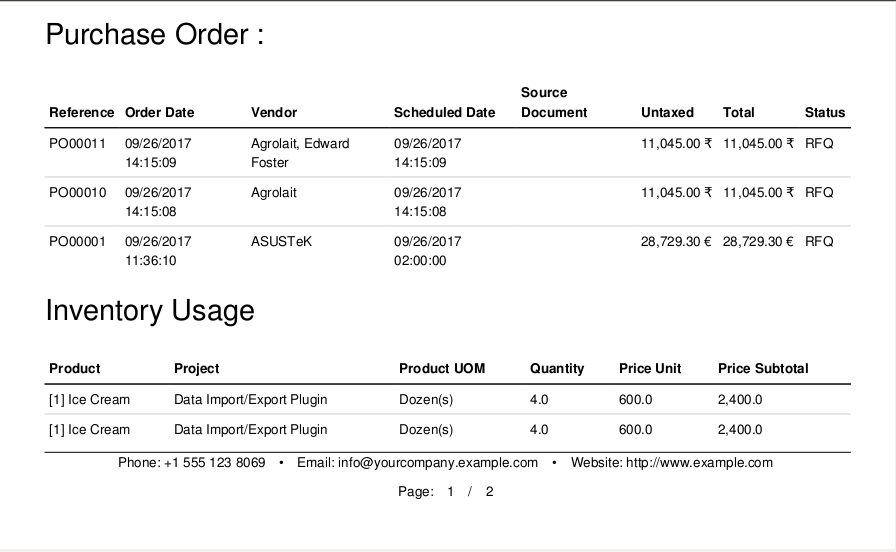 Purchase Order :
Source
Reference Order Date Vendor Scheduled Date Document Untaxed Total Status
PO00011 09/26/2017 Agrolait, Edward 09/26/2017 11,045.00 ₹ 11,045.00 ₹ RFQ
14:15:09 Foster 14:15:09
PO00010 09/26/2017 Agrolait 09/26/2017 11,045.00 ₹ 11,045.00 ₹ RFQ
14:15:08 14:15:08
PO00001 09/26/2017 ASUSTeK 09/26/2017 28,729.30 € 28,729.30 € RFQ
11:36:10 02:00:00
Inventory Usage
Product Project Product UOM Quantity Price Unit Price Subtotal
[1] Ice Cream Data Import/Export Plugin Dozen(s) 4.0 600.0 2,400.0
[1] Ice Cream Data Import/Export Plugin Dozen(s) 4.0 600.0 2,400.0
Phone: +1 555 123 8069 • Email: info@yourcompany.example.com • Website: http://www.example.com
Page: 1 / 2